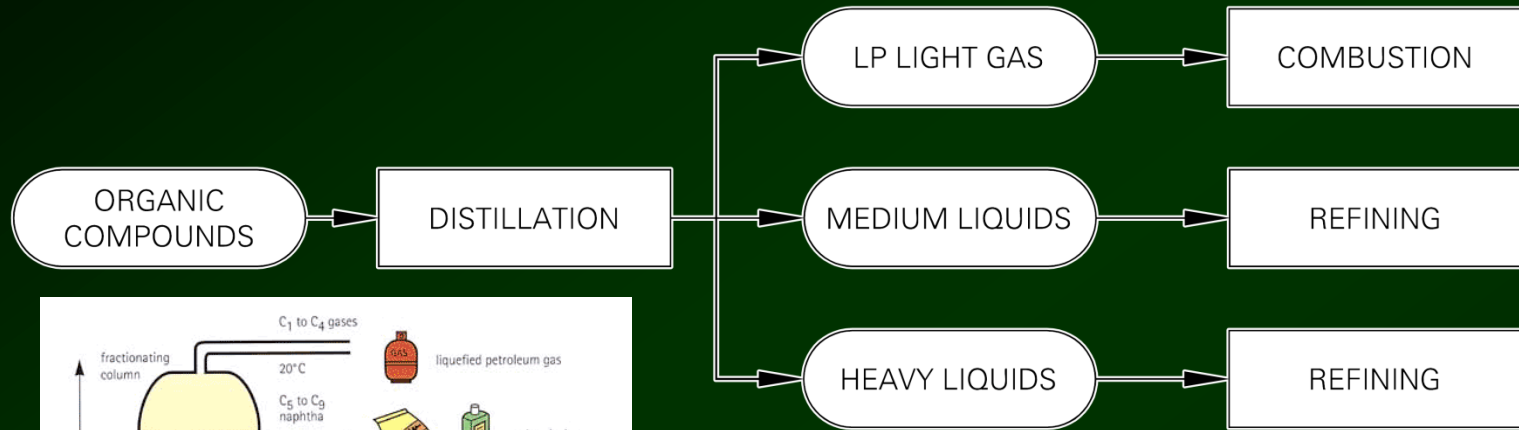 LP LIGHT GAS
COMBUSTION
ORGANIC
COMPOUNDS
DISTILLATION
MEDIUM LIQUIDS
REFINING
HEAVY LIQUIDS
REFINING
C1 to C4 gases
fractionating
column
20°C
GAS
liquefied petroleum gas
C5 to C9
naphtha